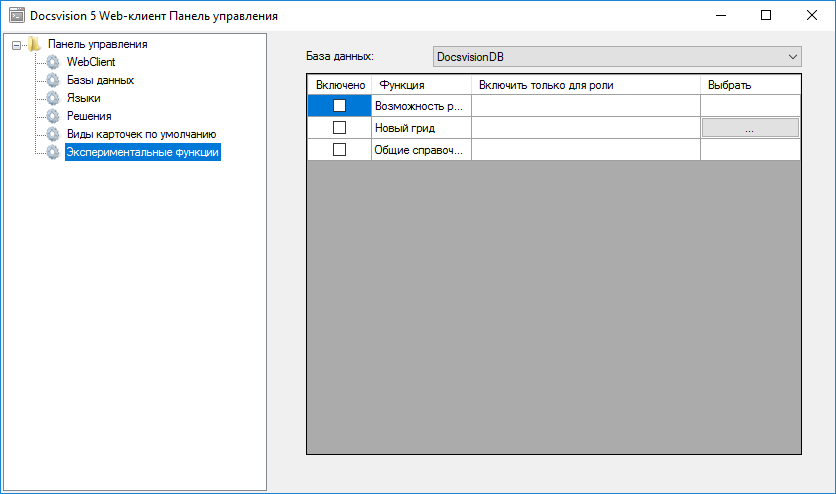 Docsvision 5 Web-клиент Панель управления
Панель управления
WebClient
Базы данных
Языки
Решения
Виды карточек по умолчанию
Экспериментальные функции
База данных:
DocsvisionDB
Включено Функция Включить только для роли Выбрать
Возможность р...
Новый грид ...
Общие справоч...